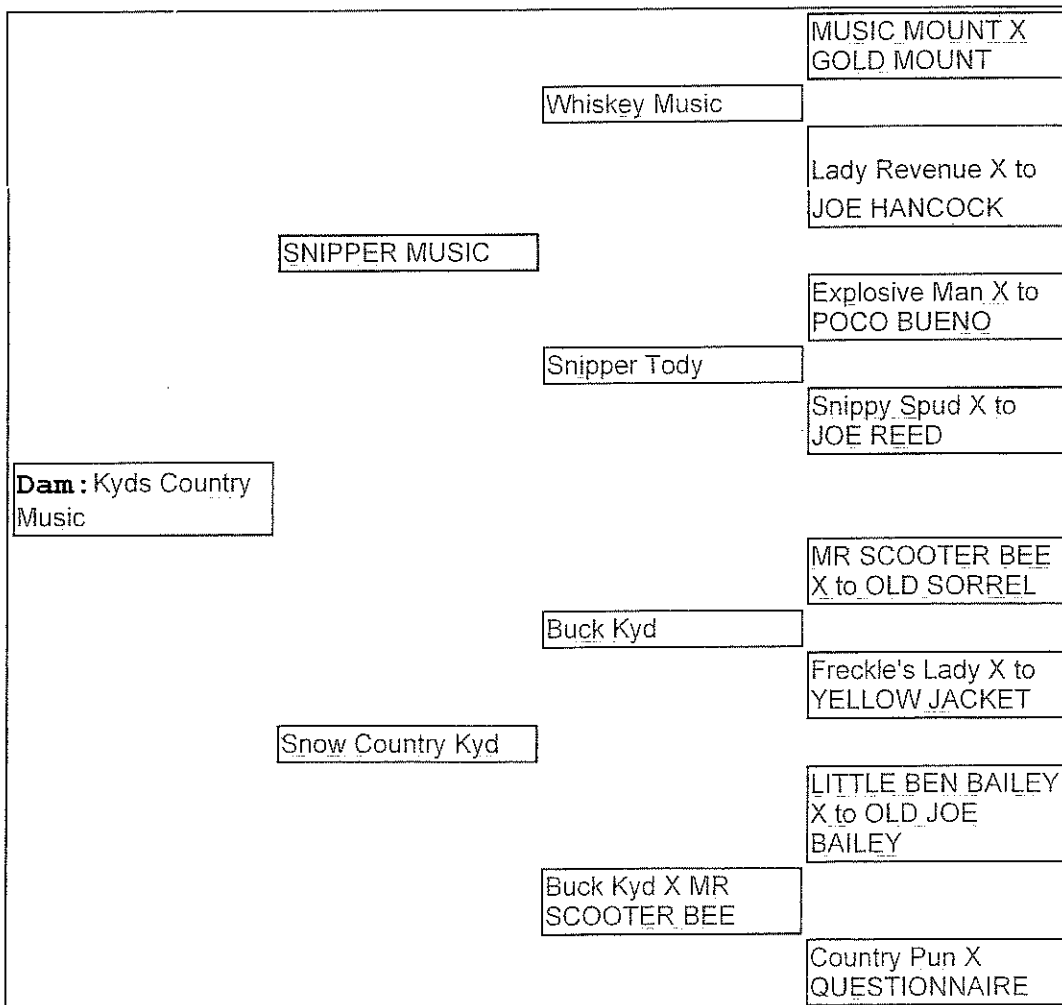 MUSIC MOUNT X
GOLD MOUNT
Whiskey Music
Lady Revenue X to
JOE HANCOCK
SNIPPER MUSIC
Explosive Man X to
POCO BUENO
Snipper Tody
Snippy Spud X to
JOE REED
Dam: Kyds Country
Music
MR SCOOTER BEE
X to OLD SORREL
Buck Kyd
Freckle's Lady X to
YELLOW JACKET
Snow Country Kyd
LITTLE BEN BAILEY
X to OLD JOE
BAILEY
Buck Kyd X MR
SCOOTER BEE
Country Pun X
QUESTIONNAIRE